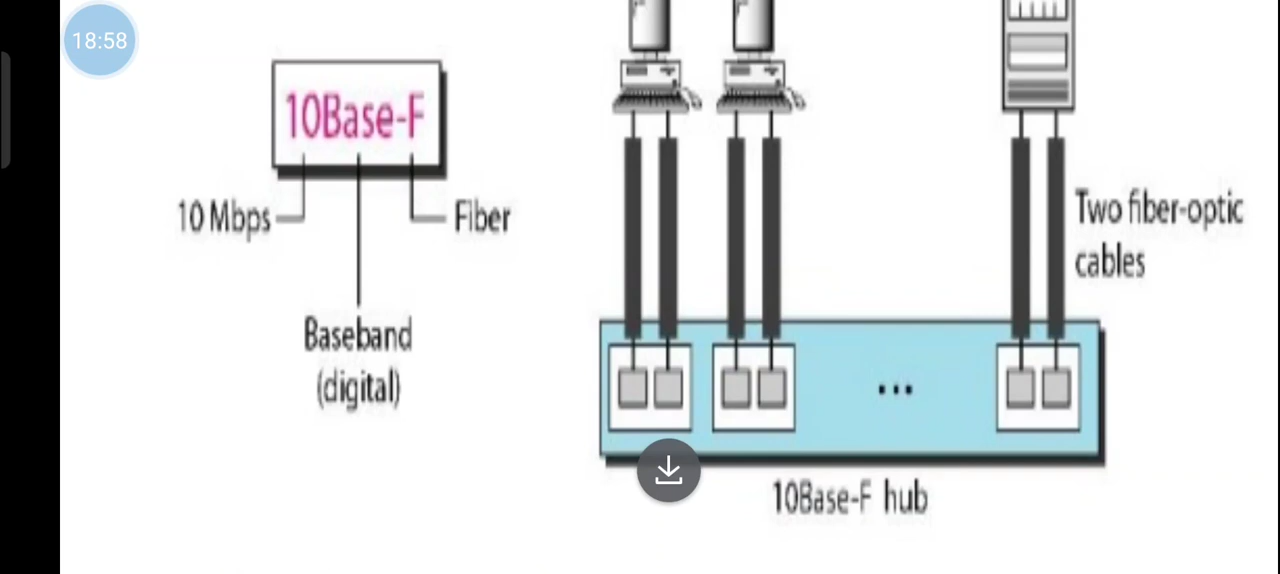 18:58
10Base-F
10 Mbps
Fiber
Baseband
(digital)
Two fiber-optic
cables
...
10Base-F hub